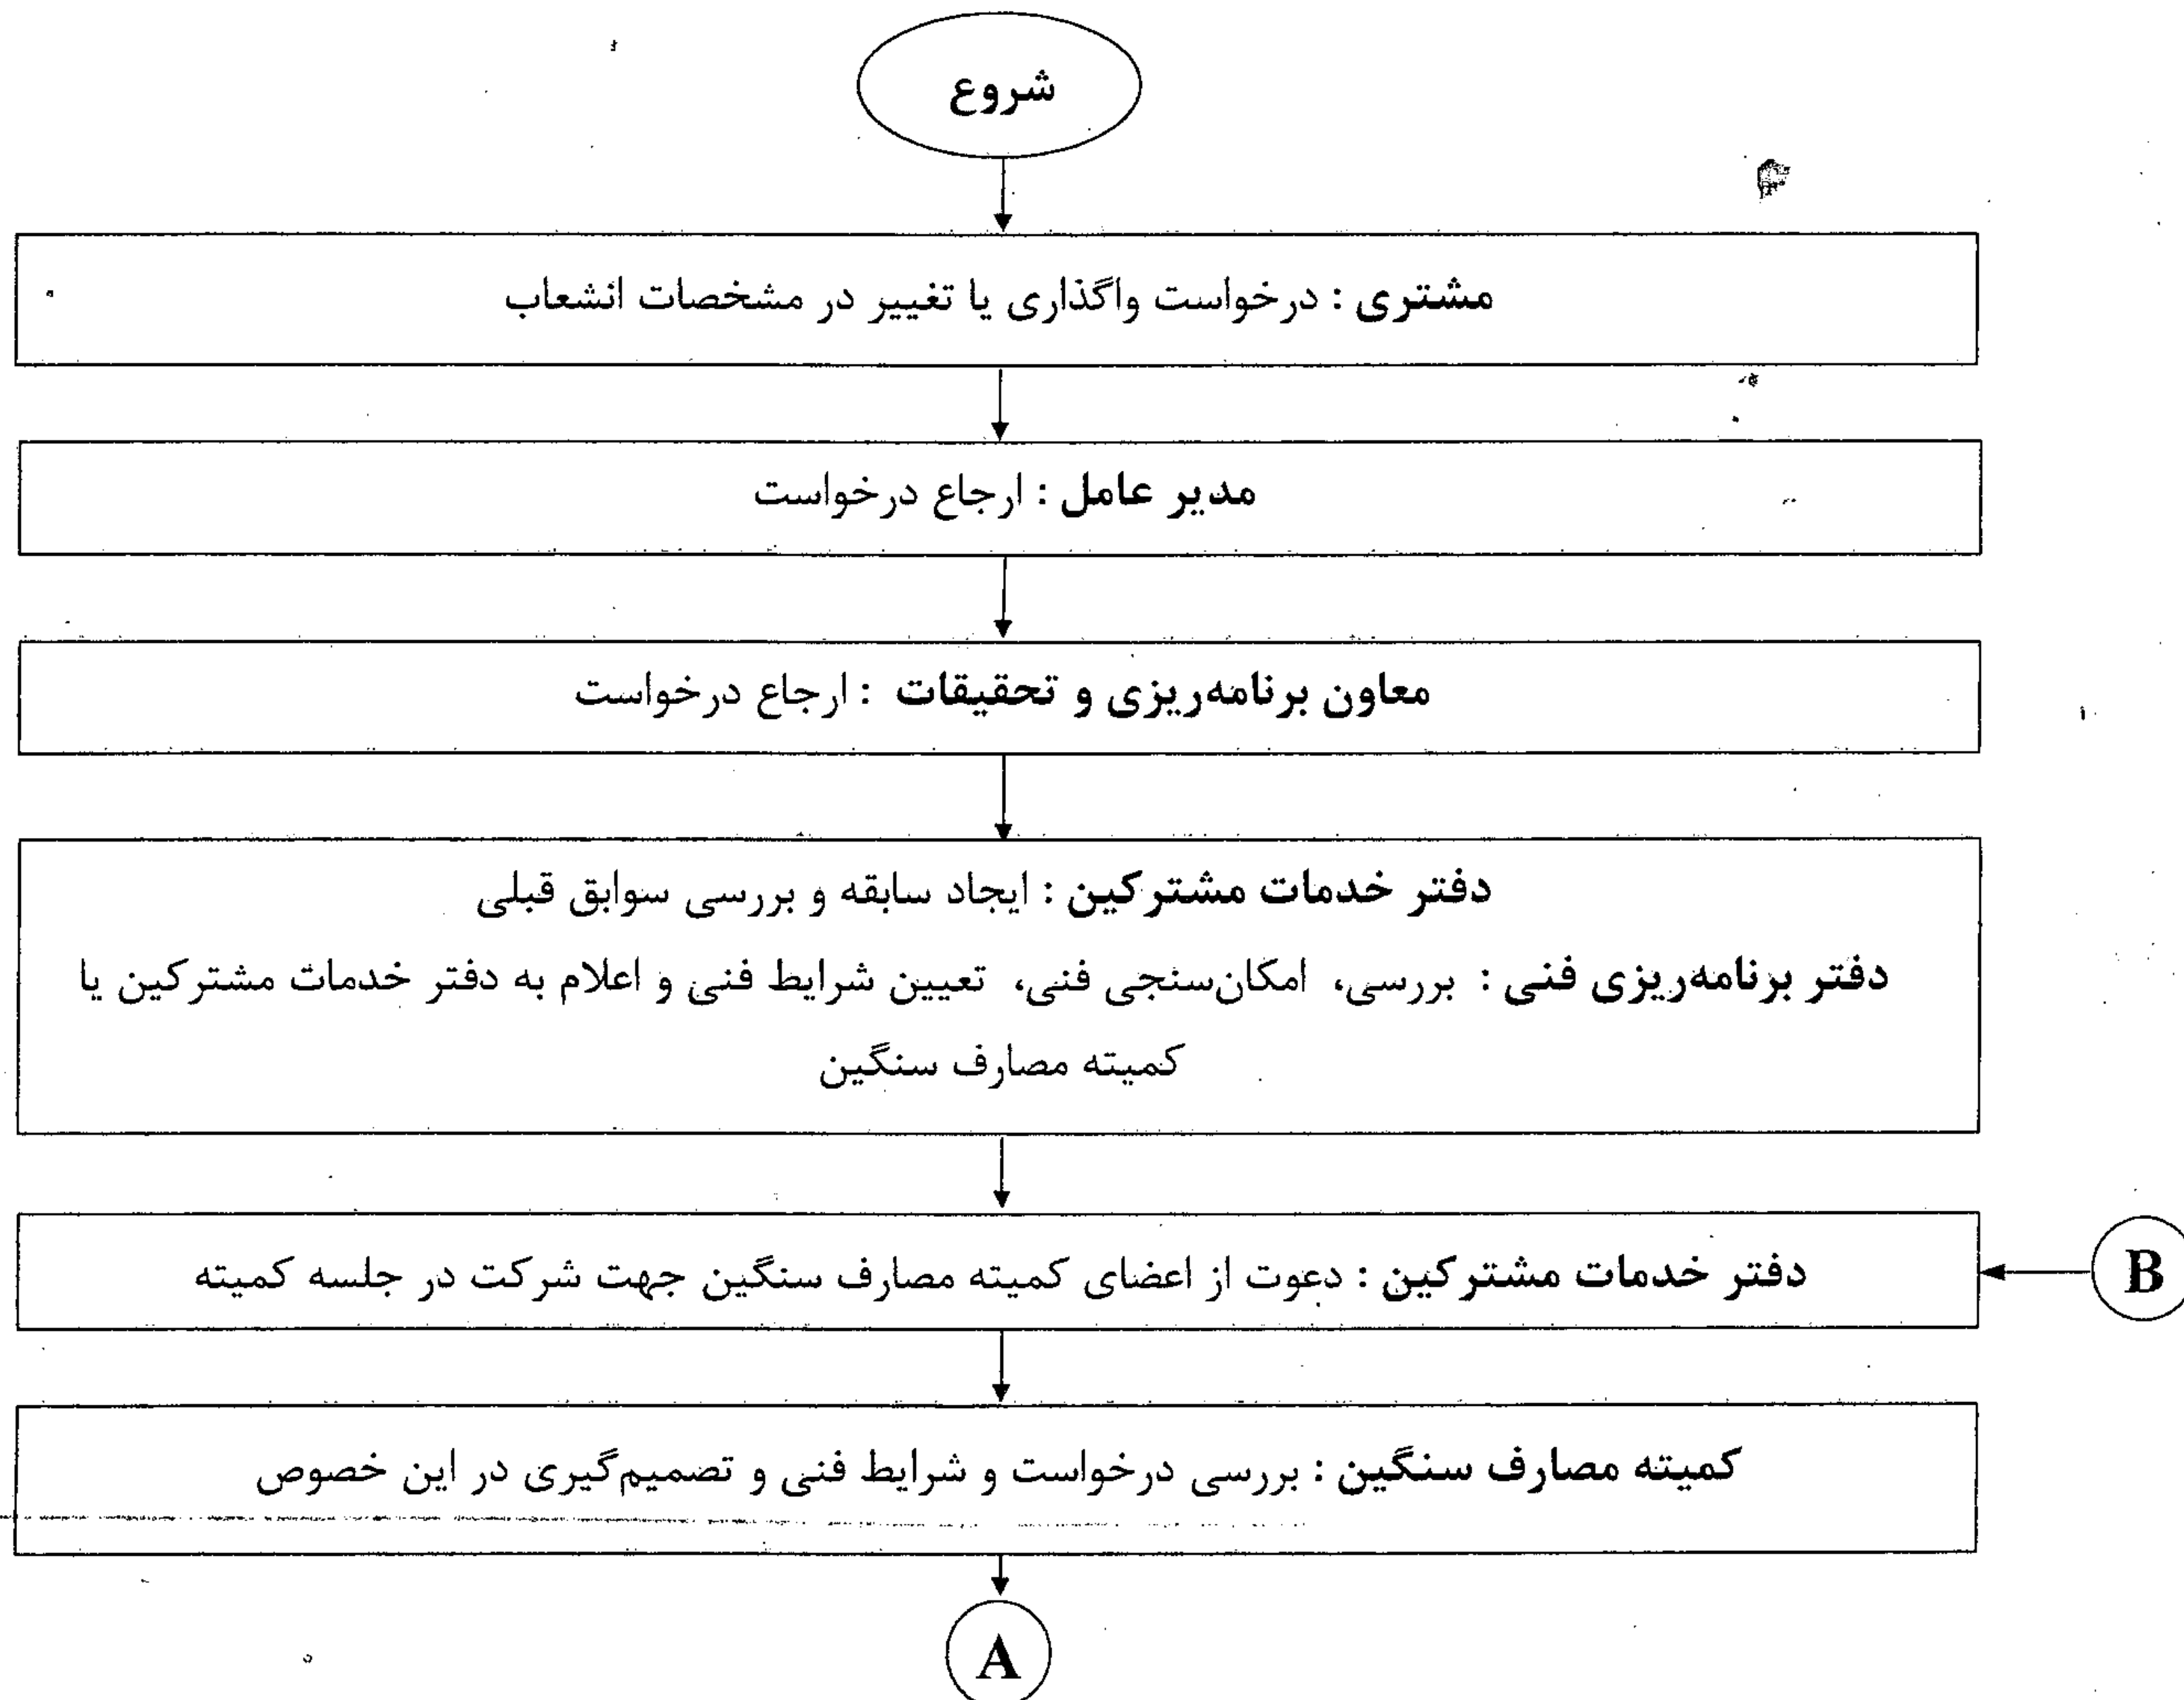 شروع
مشتری : درخواست واگذاری یا تغییر در مشخصات انشعاب
مدیر عامل : ارجاع درخواست
معاون برنامه‌ریزی و تحقیقات : ارجاع درخواست
دفتر خدمات مشترکین : ایجاد سابقه و بررسی سوابق قبلی
دفتر برنامه‌ریزی فنی : بررسی، امکان‌سنجی فنی، تعیین شرایط فنی و اعلام به دفتر خدمات مشترکین یا
کمیته مصارف سنگین
دفتر خدمات مشترکین : دعوت از اعضای کمیته مصارف سنگین جهت شرکت در جلسه کمیته
B
کمیته مصارف سنگین : بررسی درخواست و شرایط فنی و تصمیم‌گیری در این خصوص
A